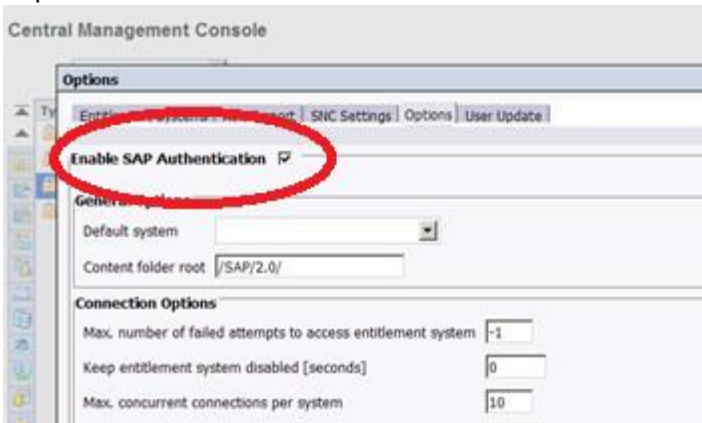 Central Management Console
Options
Ty
SNC Settings Options User Update
Enable SAP Authentication
Default system
Content folder root /SAP/2.0/
Connection Options
Max. number of failed attempts to access entitlement system -1
Keep entitlement system disabled [seconds] 0
Max. concurrent connections per system 10